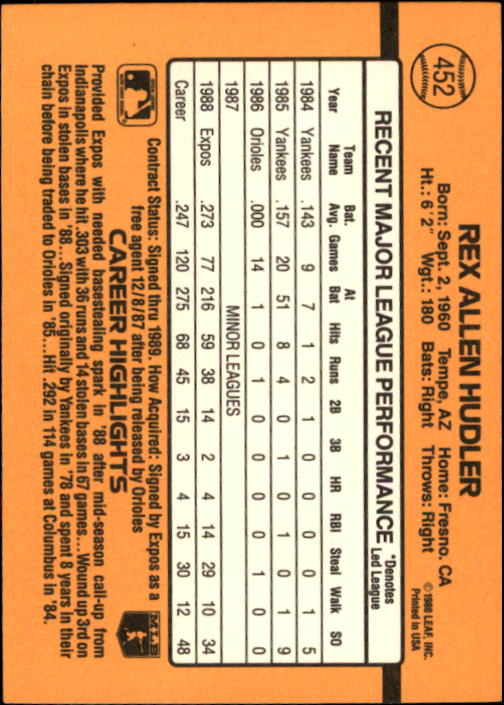 452
REX ALLEN HUDLER
Born: Sept. 2, 1960 Tempe, AZ Home: Fresno, CA
Ht.: 6'2" Wgt.: 180 Bats: Right Throws: Right
© 1988 LEAF, INC.
Printed in USA
RECENT MAJOR LEAGUE PERFORMANCE
*Denotes
Led League
Year Team Name Bat. Avg. Games At Bat Hits Runs 2B 3B HR RBI Steal Walk SO
1984 Yankees .143 9 7 1 2 1 0 0 0 0 1 5
1985 Yankees .157 20 51 8 4 0 1 0 1 0 1 9
1986 Orioles .000 14 1 0 1 0 0 0 0 1 0 0
1987 MINOR LEAGUES
1988 Expos .273 77 216 59 38 14 2 4 14 29 10 34
Career .247 120 275 68 45 15 3 4 15 30 12 48
Contract Status: Signed thru 1989. How Acquired: Signed by Expos as a
free agent 12/8/87 after being released by Orioles
MLB
CAREER HIGHLIGHTS
Provided Expos with needed basestealing spark in '88 after mid-season call-up from
Indianapolis where he hit .303 with 36 runs and 14 stolen bases in 67 games...Wound up 3rd on
Expos in stolen bases in '88...Signed originally by Yankees in '78 and spent 8 years in their
chain before being traded to Orioles in '85...Hit .292 in 114 games at Columbus in '84.